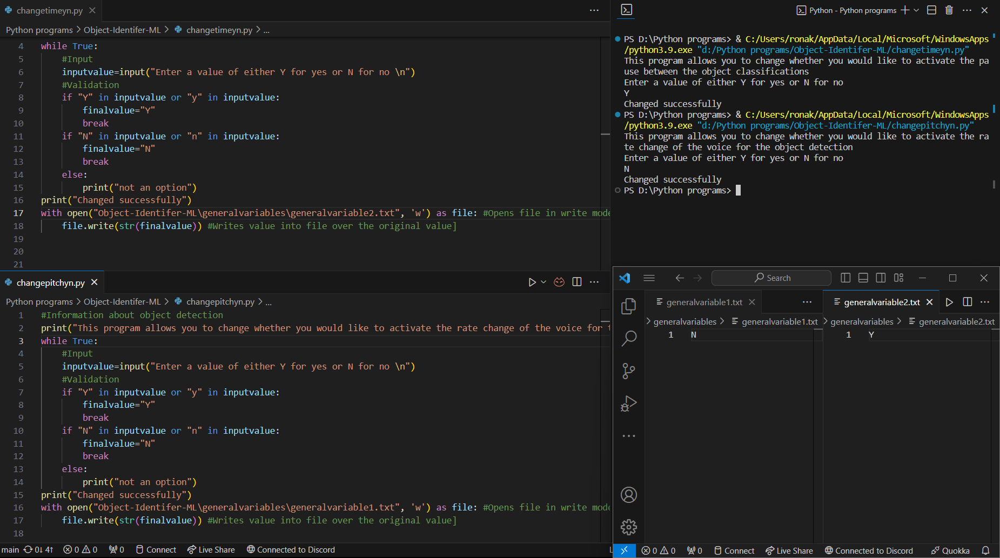 changetimeyn.py
Python programs > Object-Identifer-ML > changetimeyn.py > ...
4 while True:
5 #Input
6 inputvalue=input("Enter a value of either Y for yes or N for no \n")
7 #Validation
8 if "Y" in inputvalue or "y" in inputvalue:
9 finalvalue="Y"
10 break
11 if "N" in inputvalue or "n" in inputvalue:
12 finalvalue="N"
13 break
14 else:
15 print("not an option")
16 print("Changed successfully")
17 with open("Object-Identifer-ML\generalvariables\generalvariable2.txt", 'w') as file: #Opens file in write mode
18 file.write(str(finalvalue)) #Writes value into file over the original value]
19
20
21
changepitchyn.py
Python programs > Object-Identifer-ML > changepitchyn.py > ...
1 #Information about object detection
2 print("This program allows you to change whether you would like to activate the rate change of the voice for t
3 while True:
4 #Input
5 inputvalue=input("Enter a value of either Y for yes or N for no \n")
6 #Validation
7 if "Y" in inputvalue or "y" in inputvalue:
8 finalvalue="Y"
9 break
10 if "N" in inputvalue or "n" in inputvalue:
11 finalvalue="N"
12 break
13 else:
14 print("not an option")
15 print("Changed successfully")
16 with open("Object-Identifer-ML\generalvariables\generalvariable1.txt", 'w') as file: #Opens file in write mode
17 file.write(str(finalvalue)) #Writes value into file over the original value]
18
main 0↓ 4↑ 0 0 0 Connect Live Share Connected to Discord L
Python - Python programs
PS D:\Python programs> & C:/Users/ronak/AppData/Local/Microsoft/WindowsApps
/python3.9.exe "d:/Python programs/Object-Identifer-ML/changetimeyn.py"
This program allows you to change whether you would like to activate the pa
use between the object classifications
Enter a value of either Y for yes or N for no
Y
Changed successfully
PS D:\Python programs> & C:/Users/ronak/AppData/Local/Microsoft/WindowsApps
/python3.9.exe "d:/Python programs/Object-Identifer-ML/changepitchyn.py"
This program allows you to change whether you would like to activate the ra
te change of the voice for the object detection
Enter a value of either Y for yes or N for no
N
Changed successfully
PS D:\Python programs>
Search
generalvariable1.txt
generalvariables > generalvariable1.txt
1 N
generalvariable2.txt
generalvariables > generalvariable2.txt
1 Y
0 0 0 Connect Live Share Connected to Discord Quokka